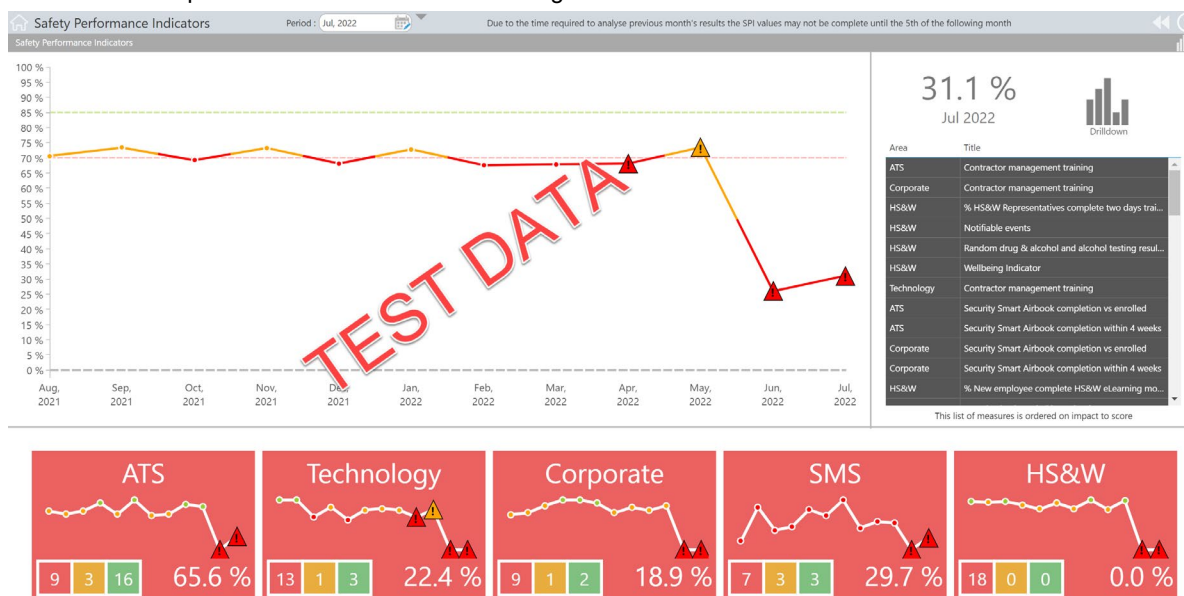 Safety Performance Indicators
Period : Jul, 2022
Due to the time required to analyse previous month's results the SPI values may not be complete until the 5th of the following month
Safety Performance Indicators
100 %
95 %
90 %
85 %
80 %
75 %
70 %
65 %
60 %
55 %
50 %
45 %
40 %
35 %
30 %
25 %
20 %
15 %
10 %
5 %
0 %
TEST DATA
Aug, 2021
Sep, 2021
Oct, 2021
Nov, 2021
2021
Jan, 2022
Feb, 2022
Mar, 2022
Apr, 2022
May, 2022
Jun, 2022
Jul, 2022
31.1 %
Jul 2022
Drilldown
Area Title
ATS Contractor management training
Corporate Contractor management training
HS&W % HS&W Representatives complete two days trai...
HS&W Notifiable events
HS&W Random drug & alcohol and alcohol testing resul...
HS&W Wellbeing Indicator
Technology Contractor management training
ATS Security Smart Airbook completion vs enrolled
ATS Security Smart Airbook completion within 4 weeks
Corporate Security Smart Airbook completion vs enrolled
Corporate Security Smart Airbook completion within 4 weeks
HS&W % New employee complete HS&W eLearning mo...
This list of measures is ordered on impact to score
ATS
9 3 16 65.6 %
Technology
13 1 3 22.4 %
Corporate
9 1 2 18.9 %
SMS
7 3 3 29.7 %
HS&W
18 0 0 0.0 %